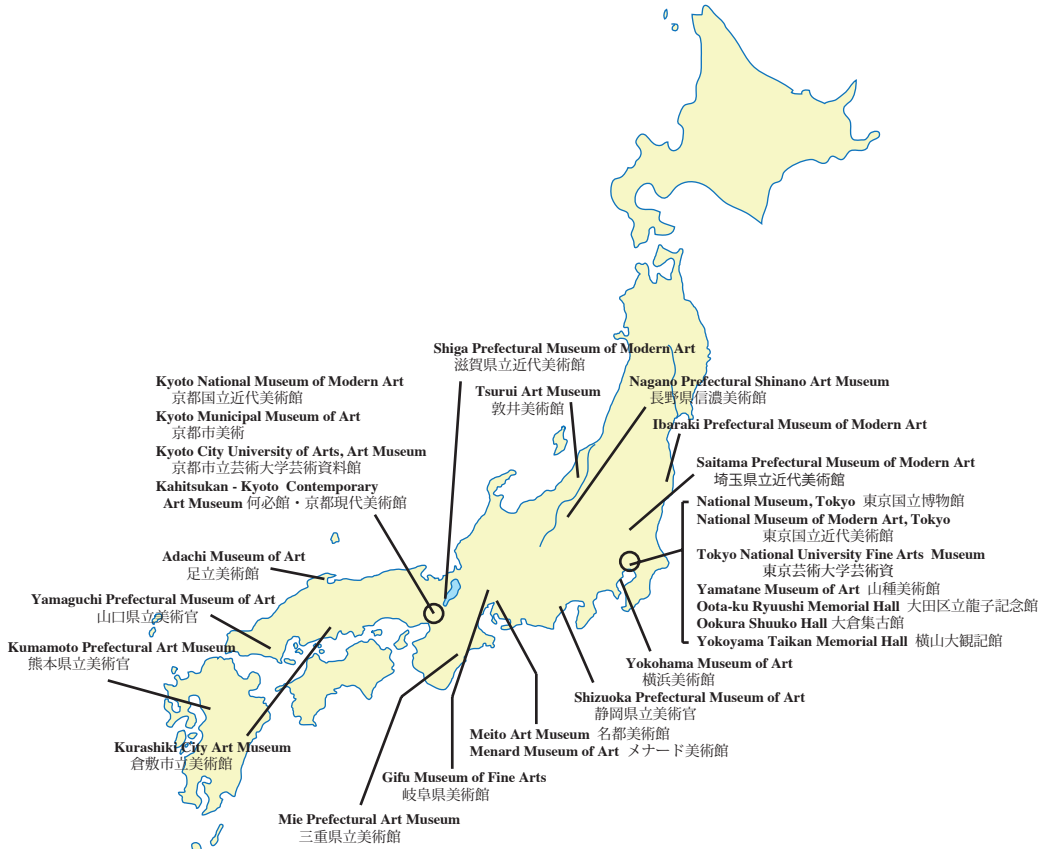 Shiga Prefectural Museum of Modern Art
滋賀県立近代美術館
Kyoto National Museum of Modern Art
京都国立近代美術館
Kyoto Municipal Museum of Art
京都市美術
Kyoto City University of Arts, Art Museum
京都市立芸術大学芸術資料館
Kahitsukan - Kyoto Contemporary
Art Museum 何必館・京都現代美術館
Tsurui Art Museum
敦井美術館
Nagano Prefectural Shinano Art Museum
長野県信濃美術館
Ibaraki Prefectural Museum of Modern Art
Saitama Prefectural Museum of Modern Art
埼玉県立近代美術館
National Museum, Tokyo 東京国立博物館
National Museum of Modern Art, Tokyo
東京国立近代美術館
Tokyo National University Fine Arts Museum
東京芸術大学芸術資
Yamatane Museum of Art 山種美術館
Oota-ku Ryuushi Memorial Hall 大田区立龍子記念館
Ookura Shuuko Hall 大倉集古館
Yokoyama Taikan Memorial Hall 横山大観記館
Adachi Museum of Art
足立美術館
Yamaguchi Prefectural Museum of Art
山口県立美術官
Kumamoto Prefectural Art Museum
熊本県立美術官
Yokohama Museum of Art
横浜美術館
Shizuoka Prefectural Museum of Art
静岡県立美術官
Meito Art Museum 名都美術館
Menard Museum of Art メナード美術館
Kurashiki City Art Museum
倉敷市立美術館
Gifu Museum of Fine Arts
岐阜県美術館
Mie Prefectural Art Museum
三重県立美術館